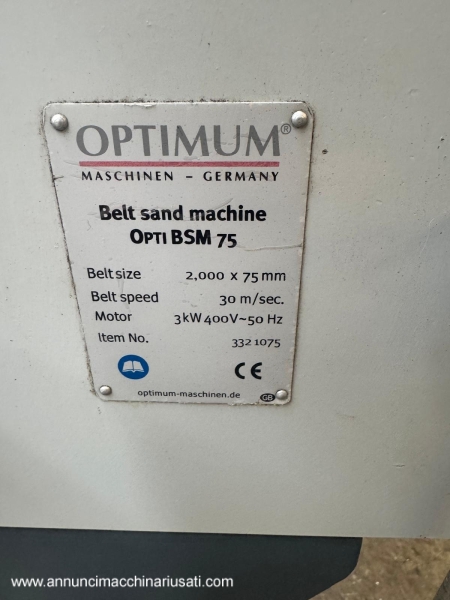 OPTIMUM®
MASCHINEN – GERMANY
Belt sand machine
OPTI BSM 75
Belt size 2,000 x 75 mm
Belt speed 30 m/sec.
Motor 3 kW 400V~50 Hz
Item No. 332 1075
CE
optimum-maschinen.de GB
www.annuncimacchinariusati.com